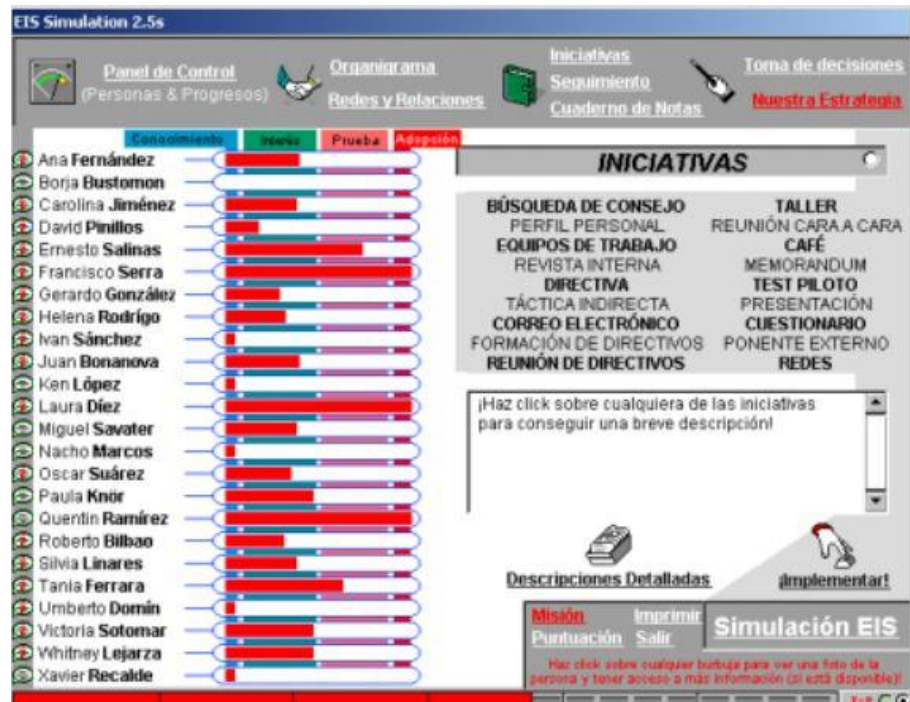 EIS Simulation 2.5s
Panel de Control
(Personas & Progresos)
Organigrama
Redes y Relaciones
Iniciativas
Seguimiento
Cuaderno de Notas
Toma de decisiones
Nuestra Estrategia
Conocimiento Interés Prueba Adopción
Ana Fernández
Borja Bustomon
Carolina Jiménez
David Pinillos
Ernesto Salinas
Francisco Serra
Gerardo González
Helena Rodrígo
Ivan Sánchez
Juan Bonanova
Ken López
Laura Díez
Miguel Savater
Nacho Marcos
Oscar Suárez
Paula Knör
Quentin Ramírez
Roberto Bilbao
Silvia Linares
Tania Ferrara
Umberto Domin
Victoria Sotomar
Whitney Lejarza
Xavier Recalde
INICIATIVAS
BÚSQUEDA DE CONSEJO
PERFIL PERSONAL
EQUIPOS DE TRABAJO
REVISTA INTERNA
DIRECTIVA
TÁCTICA INDIRECTA
CORREO ELECTRÓNICO
FORMACIÓN DE DIRECTIVOS
REUNIÓN DE DIRECTIVOS
TALLER
REUNIÓN CARA A CARA
CAFÉ
MEMORANDUM
TEST PILOTO
PRESENTACIÓN
CUESTIONARIO
PONENTE EXTERNO
REDES
¡Haz click sobre cualquiera de las iniciativas
para conseguir una breve descripción!
Descripciones Detalladas
¡Implementar!
Misión Imprimir
Puntuación Salir
Simulación EIS
Haz click sobre cualquier burbuja para ver una foto de la
persona y tener acceso a más información (si está disponible)!